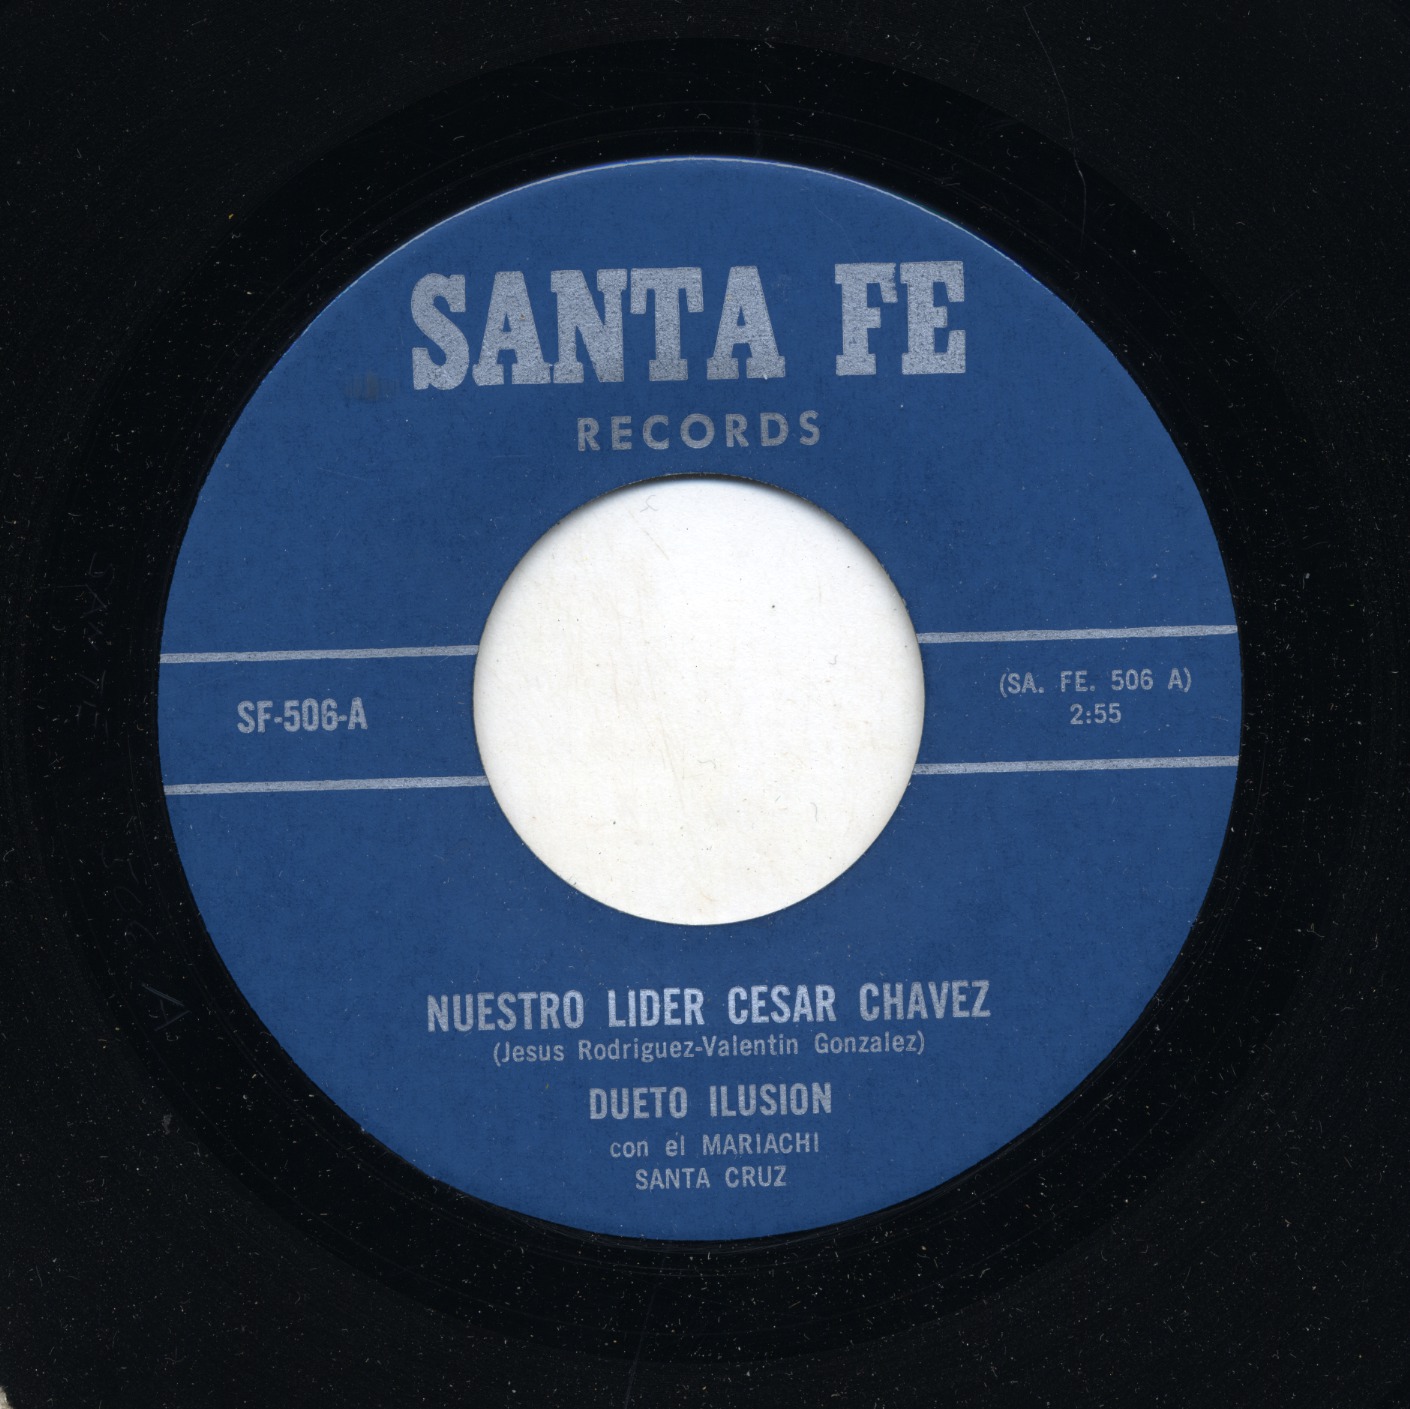 SANTA FE
RECORDS
SF-506-A
(SA. FE. 506 A)
2:55
NUESTRO LIDER CESAR CHAVEZ
(Jesus Rodriguez-Valentin Gonzalez)
DUETO ILUSION
con el MARIACHI
SANTA CRUZ